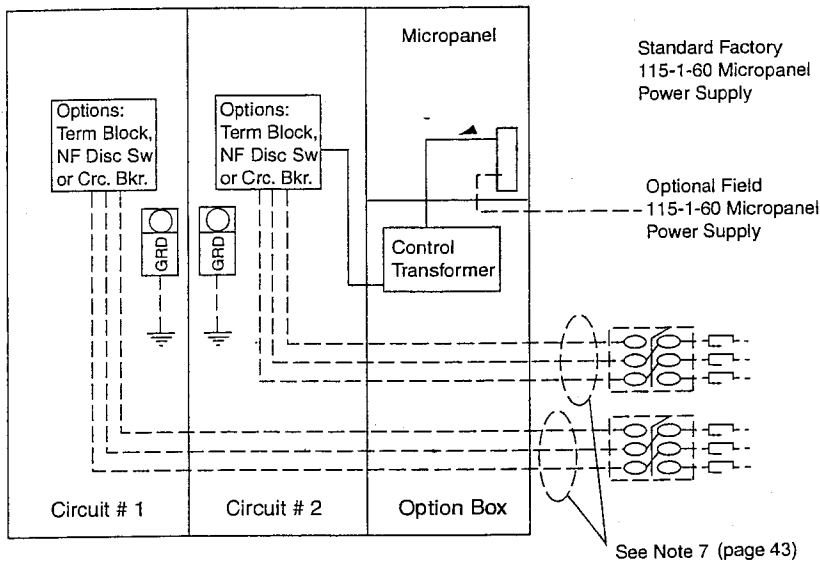 Micropanel
Standard Factory
115-1-60 Micropanel
Power Supply
Options:
Term Block,
NF Disc Sw
or Crc. Bkr.
Options:
Term Block,
NF Disc Sw
or Crc. Bkr.
Optional Field
115-1-60 Micropanel
Power Supply
GRD
GRD
Control
Transformer
Circuit # 1
Circuit # 2
Option Box
See Note 7 (page 43)